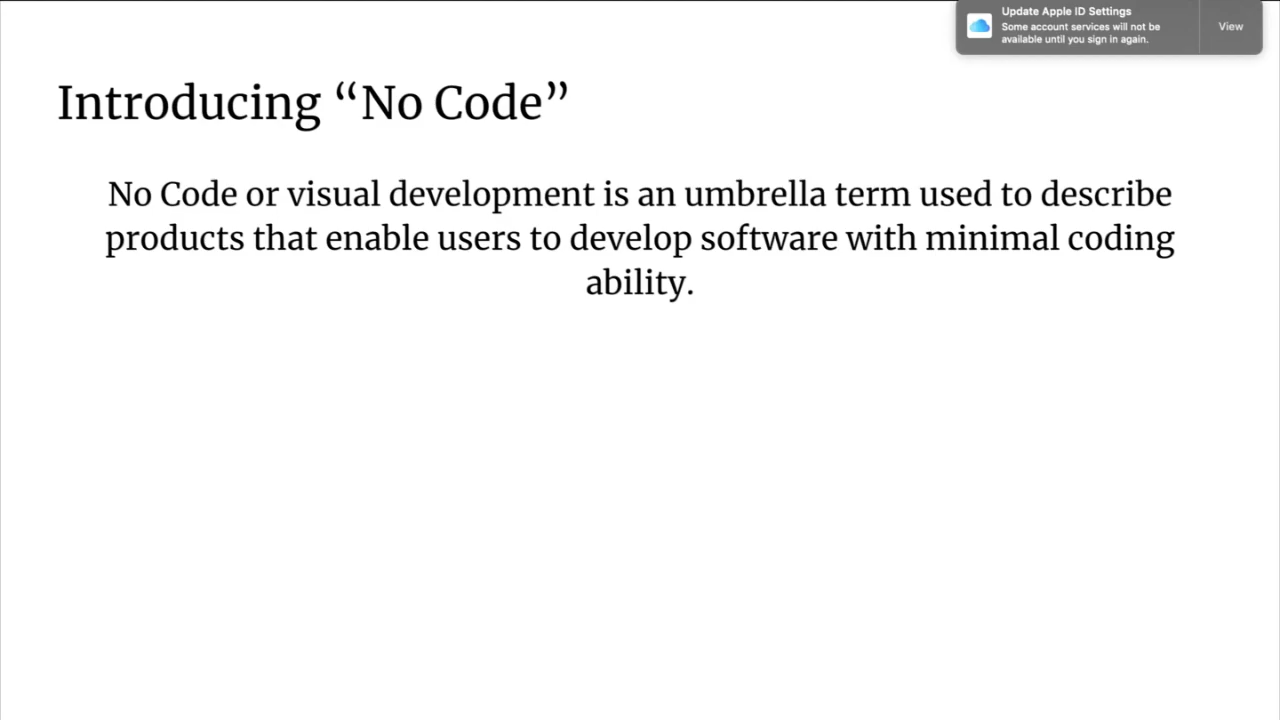 Update Apple ID Settings
Some account services will not be
available until you sign in again.
View
Introducing “No Code”
No Code or visual development is an umbrella term used to describe
products that enable users to develop software with minimal coding
ability.